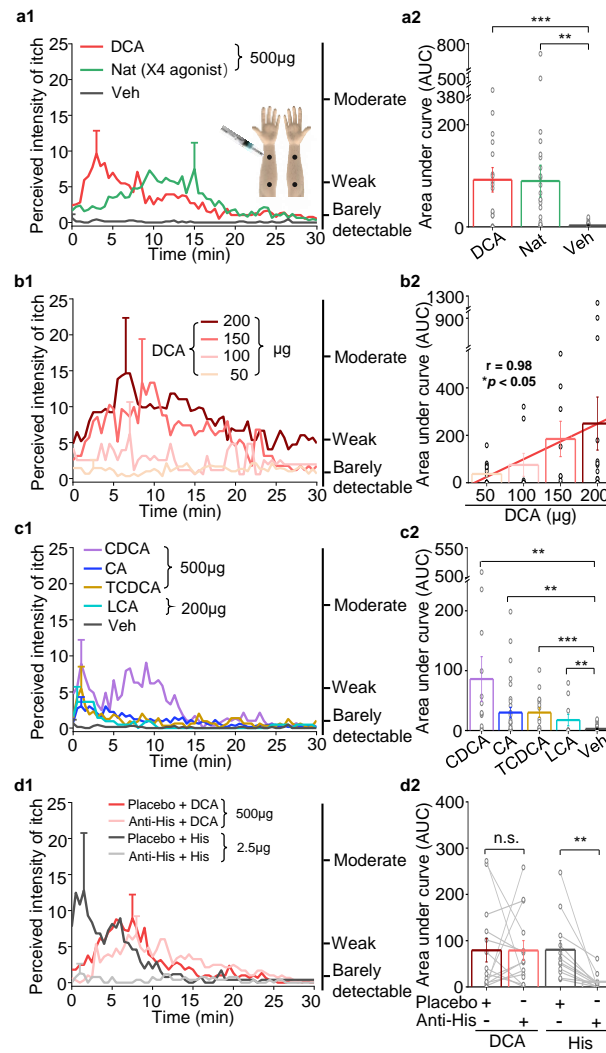 a1
Perceived intensity of itch
25
20
15
10
5
0
DCA
Nat (X4 agonist)
500µg
Veh
Moderate
Weak
Barely
detectable
0 5 10 15 20 25 30
Time (min)
a2
Area under curve (AUC)
800
500
380
200
0
***
**
DCA Nat Veh
b1
Perceived intensity of itch
25
20
15
10
5
0
DCA
200
150
100
50
µg
Moderate
Weak
Barely
detectable
0 5 10 15 20 25 30
Time (min)
b2
Area under curve (AUC)
1300
900
400
200
0
r = 0.98
*p < 0.05
50 100 150 200
DCA (µg)
c1
Perceived intensity of itch
25
20
15
10
5
0
CDCA
CA
500µg
TCDCA
LCA
200µg
Veh
Moderate
Weak
Barely
detectable
0 5 10 15 20 25 30
Time (min)
c2
Area under curve (AUC)
550
200
100
0
**
**
***
**
CDCA CA TCDCA LCA Veh
d1
Perceived intensity of itch
25
20
15
10
5
0
Placebo + DCA
Anti-His + DCA
500µg
Placebo + His
Anti-His + His
2.5µg
Moderate
Weak
Barely
detectable
0 5 10 15 20 25 30
Time (min)
d2
Area under curve (AUC)
400
300
200
100
0
n.s.
**
Placebo + - + -
Anti-His - + - +
DCA His